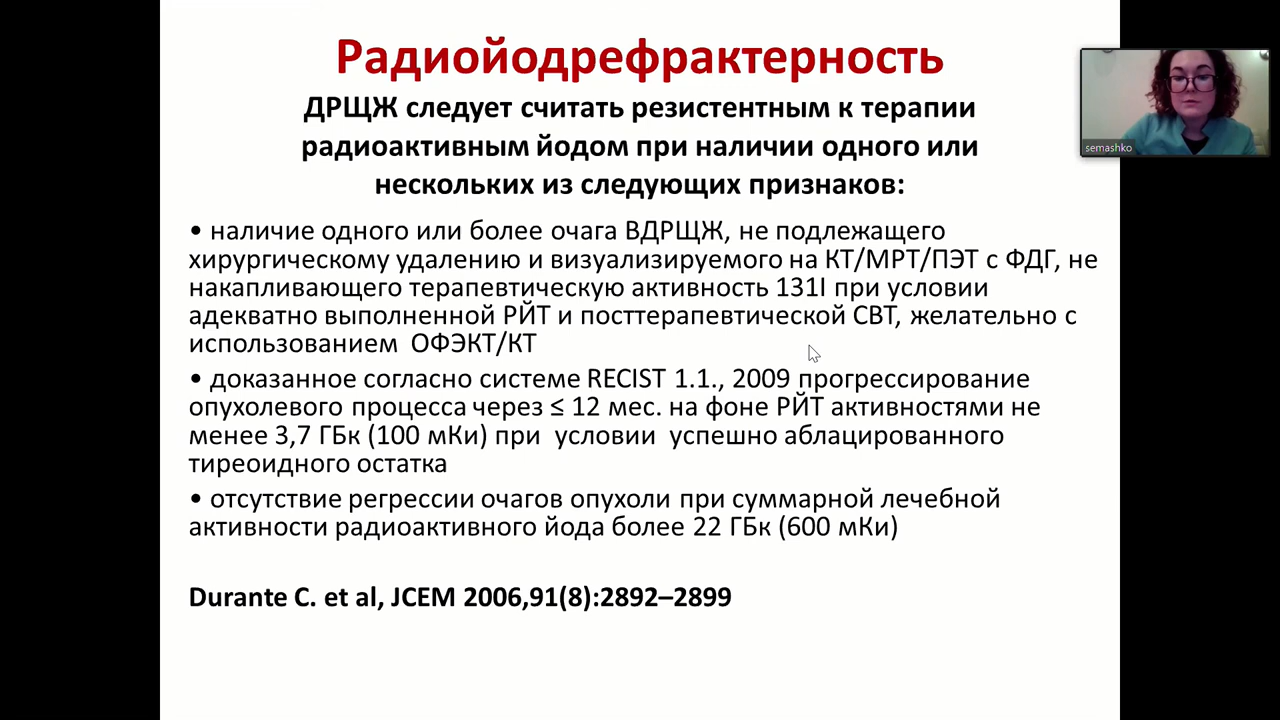 Радиойодрефрактерность
ДРЩЖ следует считать резистентным к терапии
радиоактивным йодом при наличии одного или
нескольких из следующих признаков:
• наличие одного или более очага ВДРЩЖ, не подлежащего
хирургическому удалению и визуализируемого на КТ/МРТ/ПЭТ с ФДГ, не
накапливающего терапевтическую активность 131I при условии
адекватно выполненной РЙТ и посттерапевтической СВТ, желательно с
использованием ОФЭКТ/КТ
• доказанное согласно системе RECIST 1.1., 2009 прогрессирование
опухолевого процесса через ≤ 12 мес. на фоне РЙТ активностями не
менее 3,7 ГБк (100 мКи) при условии успешно аблацированного
тиреоидного остатка
• отсутствие регрессии очагов опухоли при суммарной лечебной
активности радиоактивного йода более 22 ГБк (600 мКи)
Durante C. et al, JCEM 2006,91(8):2892–2899
semashko